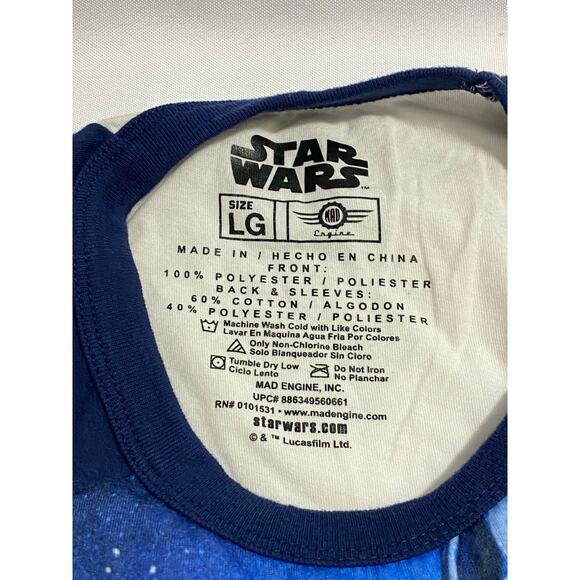 STAR
WARS™
SIZE
LG
MAD
Engine
MADE IN / HECHO EN CHINA
FRONT:
100% POLYESTER / POLIESTER
BACK & SLEEVES:
60% COTTON / ALGODON
40% POLYESTER / POLIESTER
Machine Wash Cold with Like Colors
Lavar En Maquina Agua Fria Por Colores
Only Non-Chlorine Bleach
Solo Blanqueador Sin Cloro
Tumble Dry Low
Ciclo Lento
Do Not Iron
No Planchar
MAD ENGINE, INC.
UPC# 886349560661
RN# 0101531 • www.madengine.com
starwars.com
© & ™ Lucasfilm Ltd.